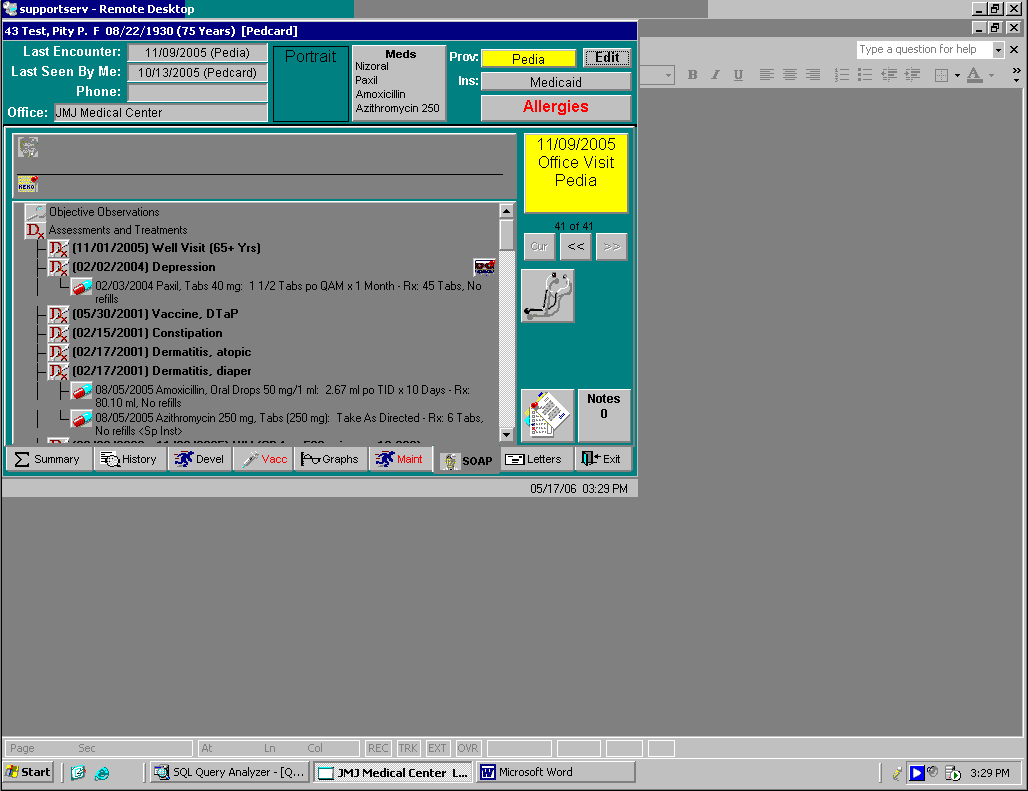 supportserv - Remote Desktop
43 Test, Pity P. F 08/22/1930 (75 Years) [Pedcard]
Type a question for help
Last Encounter: 11/09/2005 (Pedia)
Last Seen By Me: 10/13/2005 (Pedcard)
Phone:
Office: JMJ Medical Center
Portrait
Meds
Nizoral
Paxil
Amoxicillin
Azithromycin 250
Prov: Pedia Edit
Ins: Medicaid
Allergies
B I U
A
11/09/2005
Office Visit
Pedia
41 of 41
Cur << >>
Objective Observations
Assessments and Treatments
(11/01/2005) Well Visit (65+ Yrs)
(02/02/2004) Depression
02/03/2004 Paxil, Tabs 40 mg: 1 1/2 Tabs po QAM x 1 Month - Rx: 45 Tabs, No
refills
(05/30/2001) Vaccine, DTaP
(02/15/2001) Constipation
(02/17/2001) Dermatitis, atopic
(02/17/2001) Dermatitis, diaper
08/05/2005 Amoxicillin, Oral Drops 50 mg/1 ml: 2.67 ml po TID x 10 Days - Rx:
80.10 ml, No refills
08/05/2005 Azithromycin 250 mg, Tabs (250 mg): Take As Directed - Rx: 6 Tabs,
No refills <Sp Inst>
Notes
0
Summary History Devel Vacc Graphs Maint SOAP Letters Exit
05/17/06 03:29 PM
Page Sec At Ln Col REC TRK EXT OVR
Start SQL Query Analyzer - [Q... JMJ Medical Center L... Microsoft Word 3:29 PM